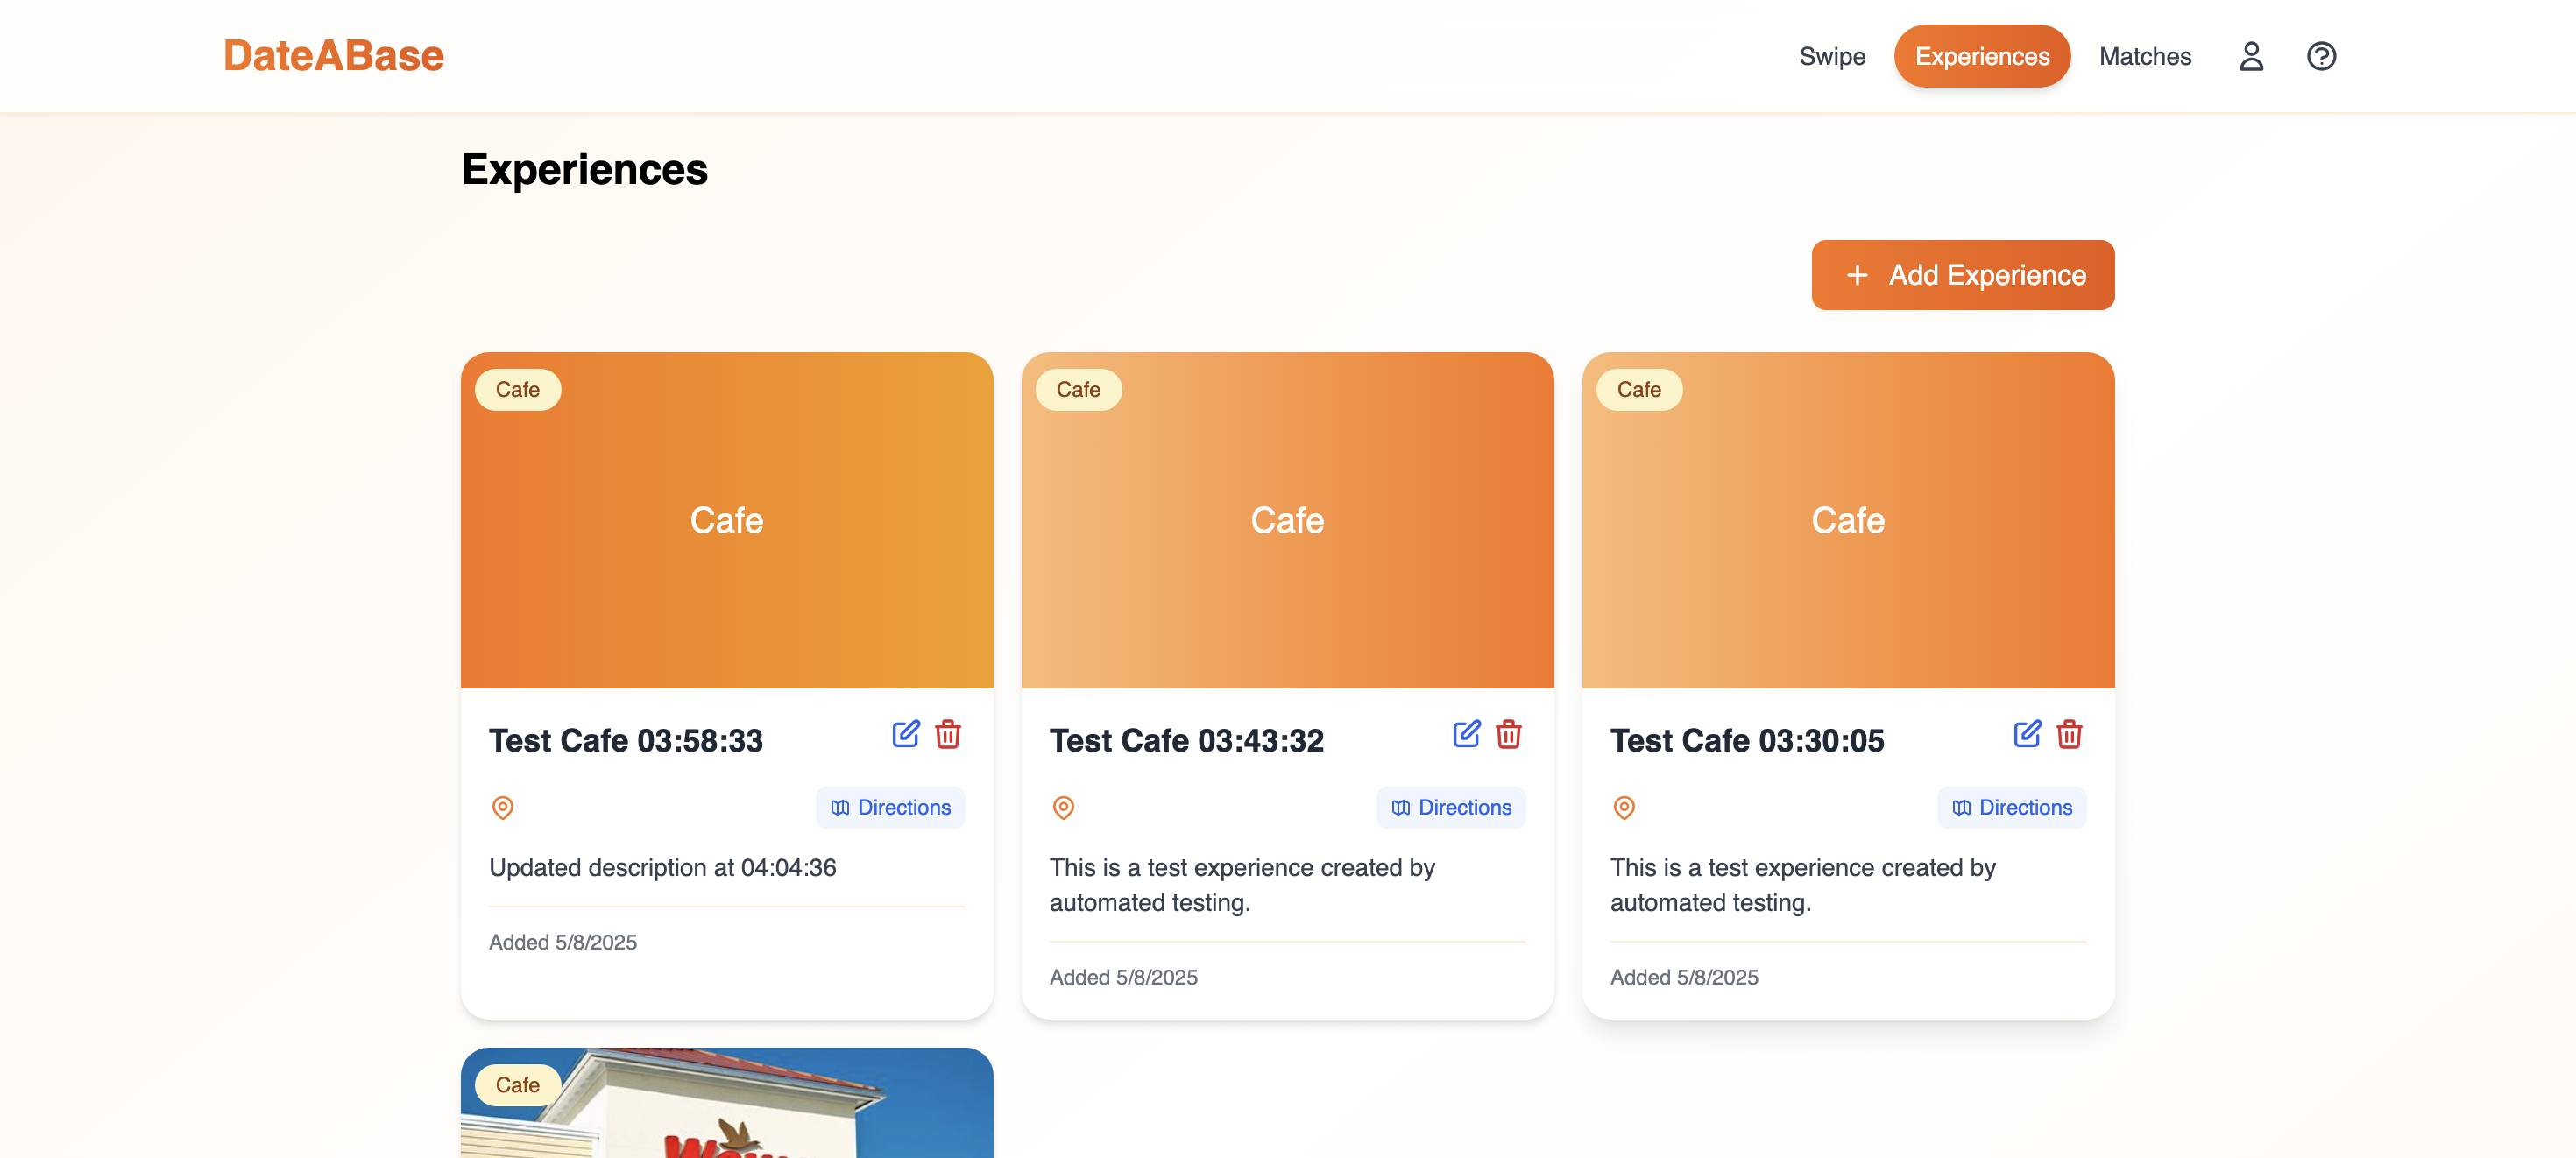 DateABase
Swipe
Experiences
Matches
Experiences
+ Add Experience
Cafe
Cafe
Test Cafe 03:58:33
Directions
Updated description at 04:04:36
Added 5/8/2025
Cafe
Cafe
Test Cafe 03:43:32
Directions
This is a test experience created by
automated testing.
Added 5/8/2025
Cafe
Cafe
Test Cafe 03:30:05
Directions
This is a test experience created by
automated testing.
Added 5/8/2025
Cafe